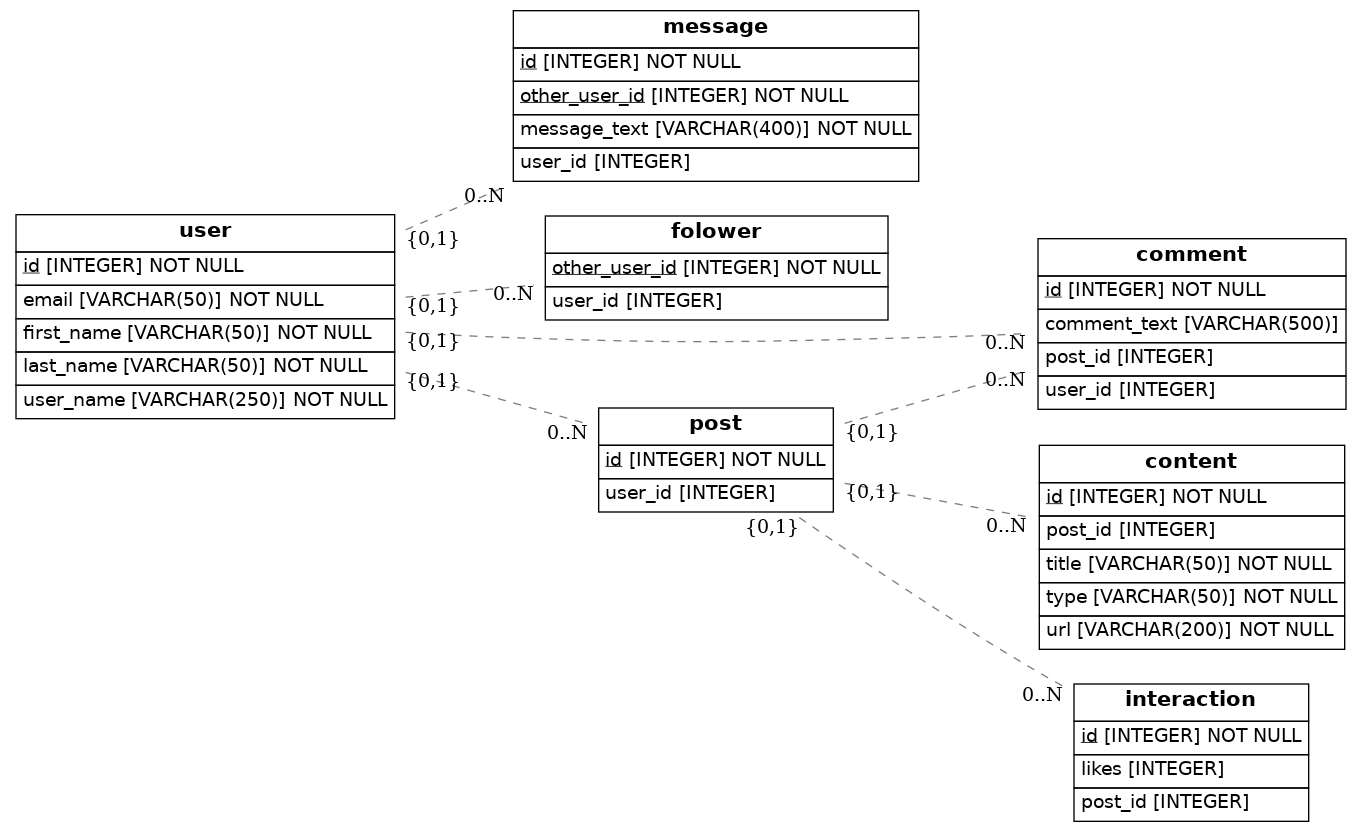 message
id [INTEGER] NOT NULL
other_user_id [INTEGER] NOT NULL
message_text [VARCHAR(400)] NOT NULL
user_id [INTEGER]
0..N
{0,1}
user
id [INTEGER] NOT NULL
email [VARCHAR(50)] NOT NULL
first_name [VARCHAR(50)] NOT NULL
last_name [VARCHAR(50)] NOT NULL
user_name [VARCHAR(250)] NOT NULL
folower
other_user_id [INTEGER] NOT NULL
user_id [INTEGER]
{0,1}
0..N
{0,1}
0..N
comment
id [INTEGER] NOT NULL
comment_text [VARCHAR(500)]
post_id [INTEGER]
user_id [INTEGER]
{0,1}
0..N
post
id [INTEGER] NOT NULL
user_id [INTEGER]
{0,1}
0..N
{0,1}
0..N
content
id [INTEGER] NOT NULL
post_id [INTEGER]
title [VARCHAR(50)] NOT NULL
type [VARCHAR(50)] NOT NULL
url [VARCHAR(200)] NOT NULL
{0,1}
0..N
interaction
id [INTEGER] NOT NULL
likes [INTEGER]
post_id [INTEGER]